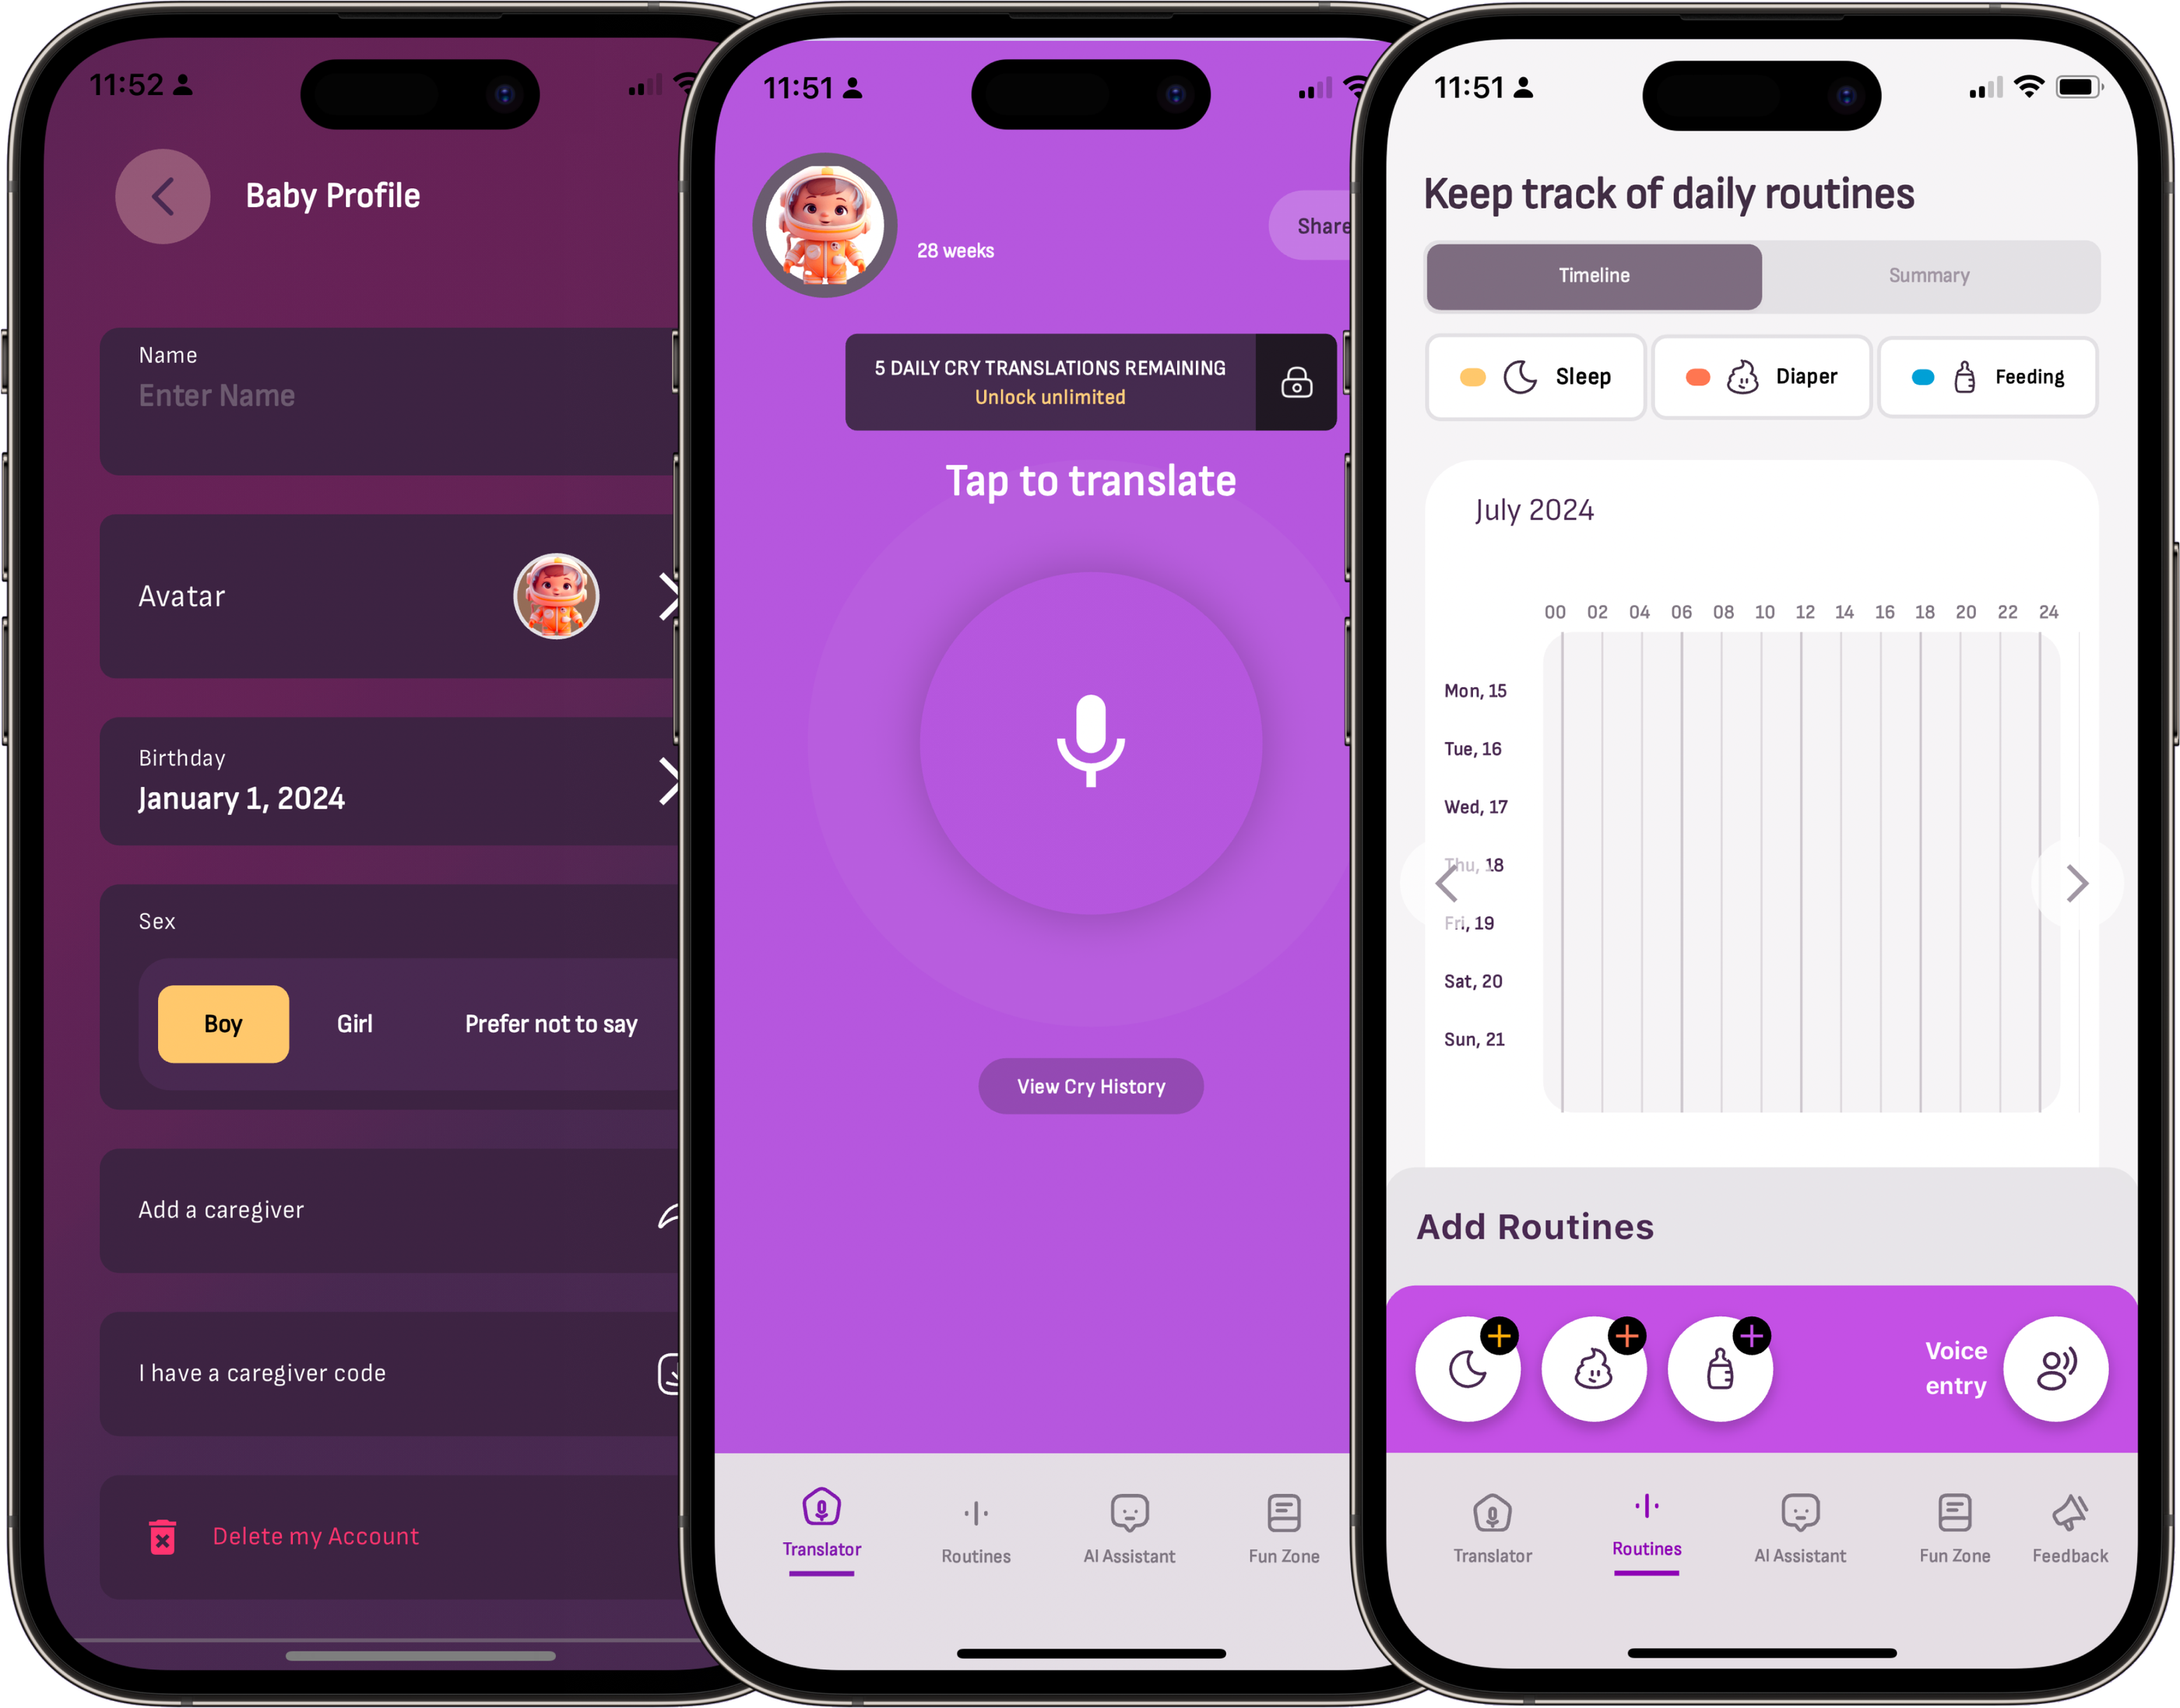 11:52
Baby Profile
Name
Enter Name
Avatar
Birthday
January 1, 2024
Sex
Boy Girl Prefer not to say
Add a caregiver
I have a caregiver code
Delete my Account
11:51
28 weeks
Share
5 DAILY CRY TRANSLATIONS REMAINING
Unlock unlimited
Tap to translate
View Cry History
Translator Routines AI Assistant Fun Zone
11:51
Keep track of daily routines
Timeline Summary
Sleep Diaper Feeding
July 2024
00 02 04 06 08 10 12 14 16 18 20 22 24
Mon, 15
Tue, 16
Wed, 17
Thu, 18
Fri, 19
Sat, 20
Sun, 21
Add Routines
Voice
entry
Translator Routines AI Assistant Fun Zone Feedback